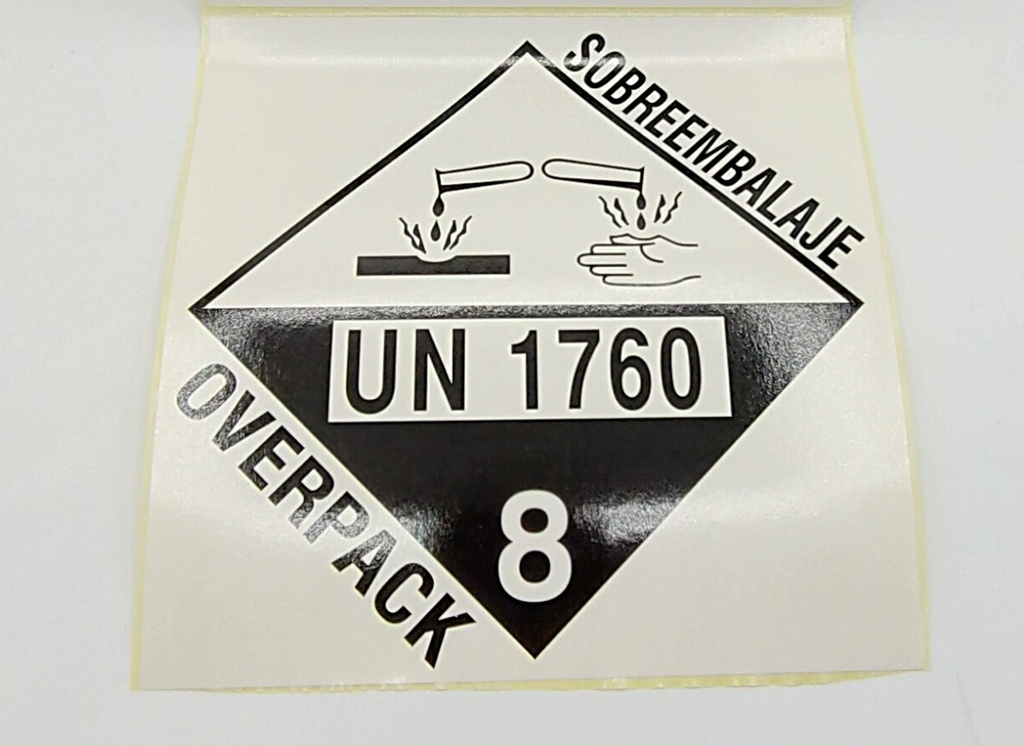 SOBREEMBALAJE
UN 1760
OVERPACK
8